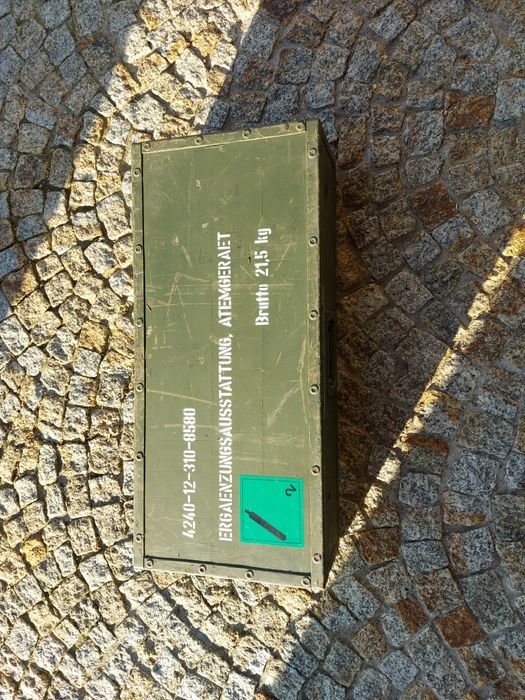 4240-12-310-8580
ERGAENZUNGSAUSSTATTUNG, ATEMGERAET
Brutto 21,5 kg
2